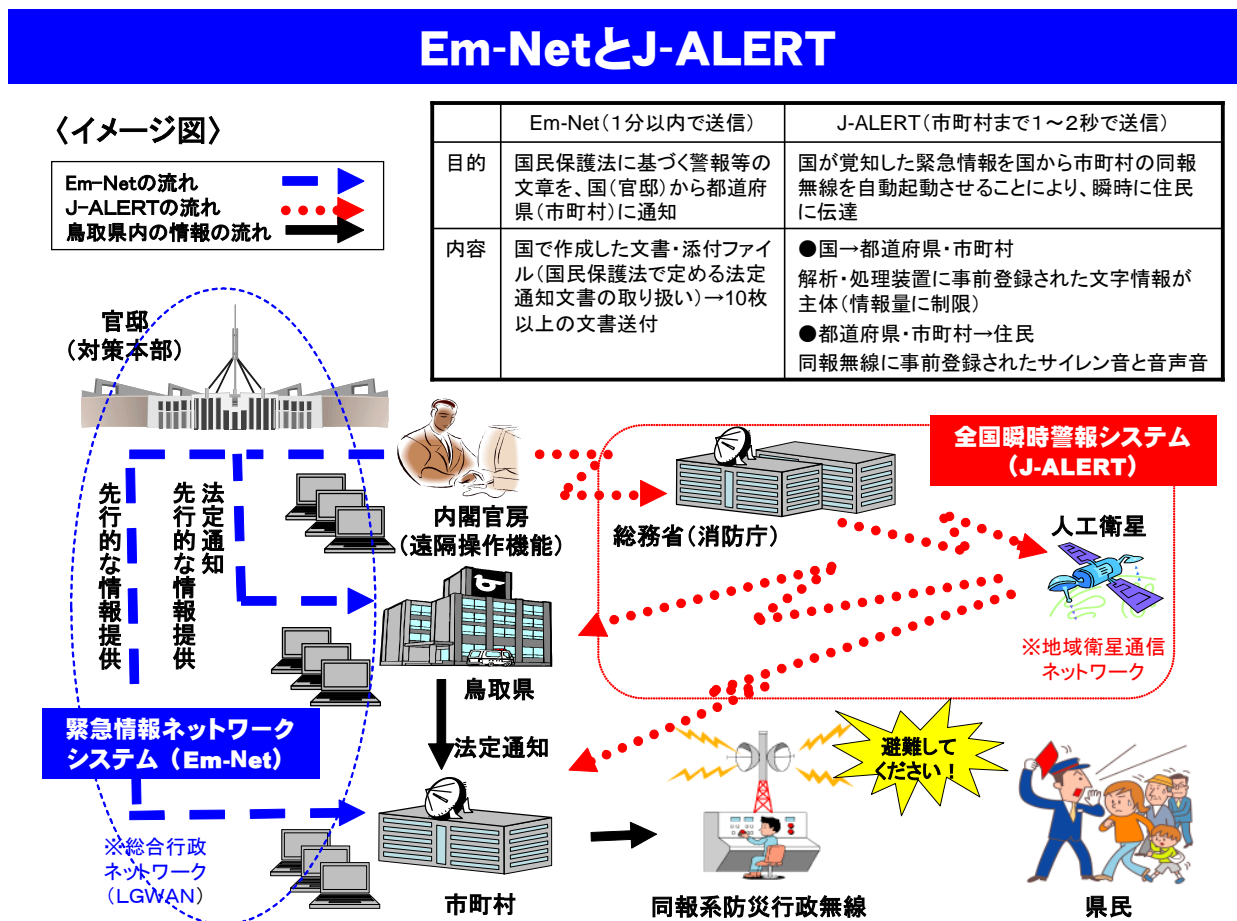 Em-NetとJ-ALERT
〈イメージ図〉
Em-Netの流れ
J-ALERTの流れ
鳥取県内の情報の流れ
Em-Net（1分以内で送信）
J-ALERT（市町村まで1～2秒で送信）
目的
国民保護法に基づく警報等の
文章を、国（官邸）から都道府
県（市町村）に通知
国が覚知した緊急情報を国から市町村の同報
無線を自動起動させることにより、瞬時に住民
に伝達
内容
国で作成した文書・添付ファイ
ル（国民保護法で定める法定
通知文書の取り扱い）→10枚
以上の文書送付
●国→都道府県・市町村
解析・処理装置に事前登録された文字情報が
主体（情報量に制限）
●都道府県・市町村→住民
同報無線に事前登録されたサイレン音と音声音
官邸
（対策本部）
全国瞬時警報システム
（J-ALERT）
先行的な情報提供
法定通知
先行的な情報提供
内閣官房
（遠隔操作機能）
総務省（消防庁）
人工衛星
※地域衛星通信
ネットワーク
鳥取県
緊急情報ネットワーク
システム（Em-Net）
法定通知
避難して
ください！
※総合行政
ネットワーク
（LGWAN）
市町村
同報系防災行政無線
県民